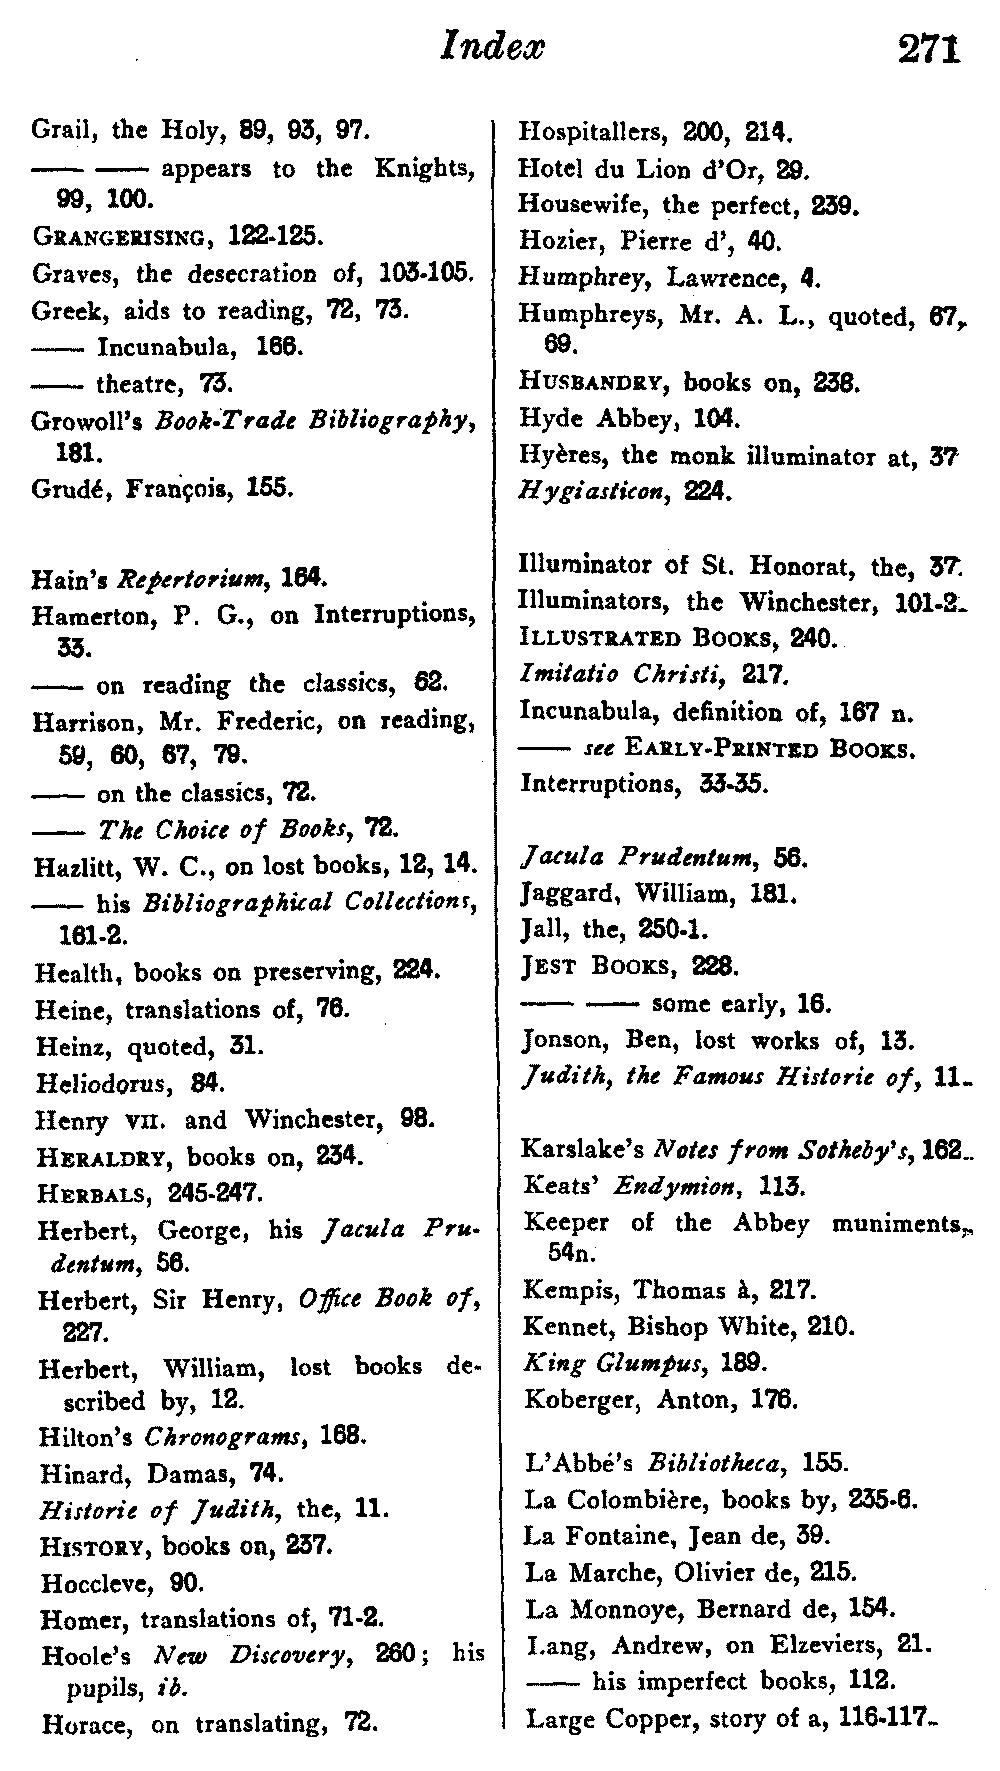 Index 271
Grail, the Holy, 89, 93, 97.
—— —— appears to the Knights,
99, 100.
GRANGERISING, 122-125.
Graves, the desecration of, 103-105.
Greek, aids to reading, 72, 73.
—— Incunabula, 166.
—— theatre, 73.
Growoll's Book-Trade Bibliography,
181.
Grudé, François, 155.
Hain's Repertorium, 164.
Hamerton, P. G., on Interruptions,
33.
—— on reading the classics, 62.
Harrison, Mr. Frederic, on reading,
59, 60, 67, 79.
—— on the classics, 72.
—— The Choice of Books, 72.
Hazlitt, W. C., on lost books, 12, 14.
—— his Bibliographical Collections,
161-2.
Health, books on preserving, 224.
Heine, translations of, 76.
Heinz, quoted, 31.
Heliodorus, 84.
Henry VII. and Winchester, 98.
HERALDRY, books on, 234.
HERBALS, 245-247.
Herbert, George, his Jacula Pru-
dentum, 56.
Herbert, Sir Henry, Office Book of,
227.
Herbert, William, lost books de-
scribed by, 12.
Hilton's Chronograms, 168.
Hinard, Damas, 74.
Historie of Judith, the, 11.
HISTORY, books on, 237.
Hoccleve, 90.
Homer, translations of, 71-2.
Hoole's New Discovery, 260; his
pupils, ib.
Horace, on translating, 72.
Hospitallers, 200, 214.
Hotel du Lion d'Or, 29.
Housewife, the perfect, 239.
Hozier, Pierre d', 40.
Humphrey, Lawrence, 4.
Humphreys, Mr. A. L., quoted, 67,
69.
HUSBANDRY, books on, 238.
Hyde Abbey, 104.
Hyères, the monk illuminator at, 37
Hygiasticon, 224.
Illuminator of St. Honorat, the, 37.
Illuminators, the Winchester, 101-2.
ILLUSTRATED BOOKS, 240.
Imitatio Christi, 217.
Incunabula, definition of, 167 n.
—— see EARLY-PRINTED BOOKS.
Interruptions, 33-35.
Jacula Prudentum, 56.
Jaggard, William, 181.
Jall, the, 250-1.
JEST BOOKS, 228.
—— —— some early, 16.
Jonson, Ben, lost works of, 13.
Judith, the Famous Historie of, 11.
Karslake's Notes from Sotheby's, 162.
Keats' Endymion, 113.
Keeper of the Abbey muniments,
54n.
Kempis, Thomas à, 217.
Kennet, Bishop White, 210.
King Glumpus, 189.
Koberger, Anton, 176.
L'Abbé's Bibliotheca, 155.
La Colombière, books by, 235-6.
La Fontaine, Jean de, 39.
La Marche, Olivier de, 215.
La Monnoye, Bernard de, 154.
Lang, Andrew, on Elzeviers, 21.
—— his imperfect books, 112.
Large Copper, story of a, 116-117.